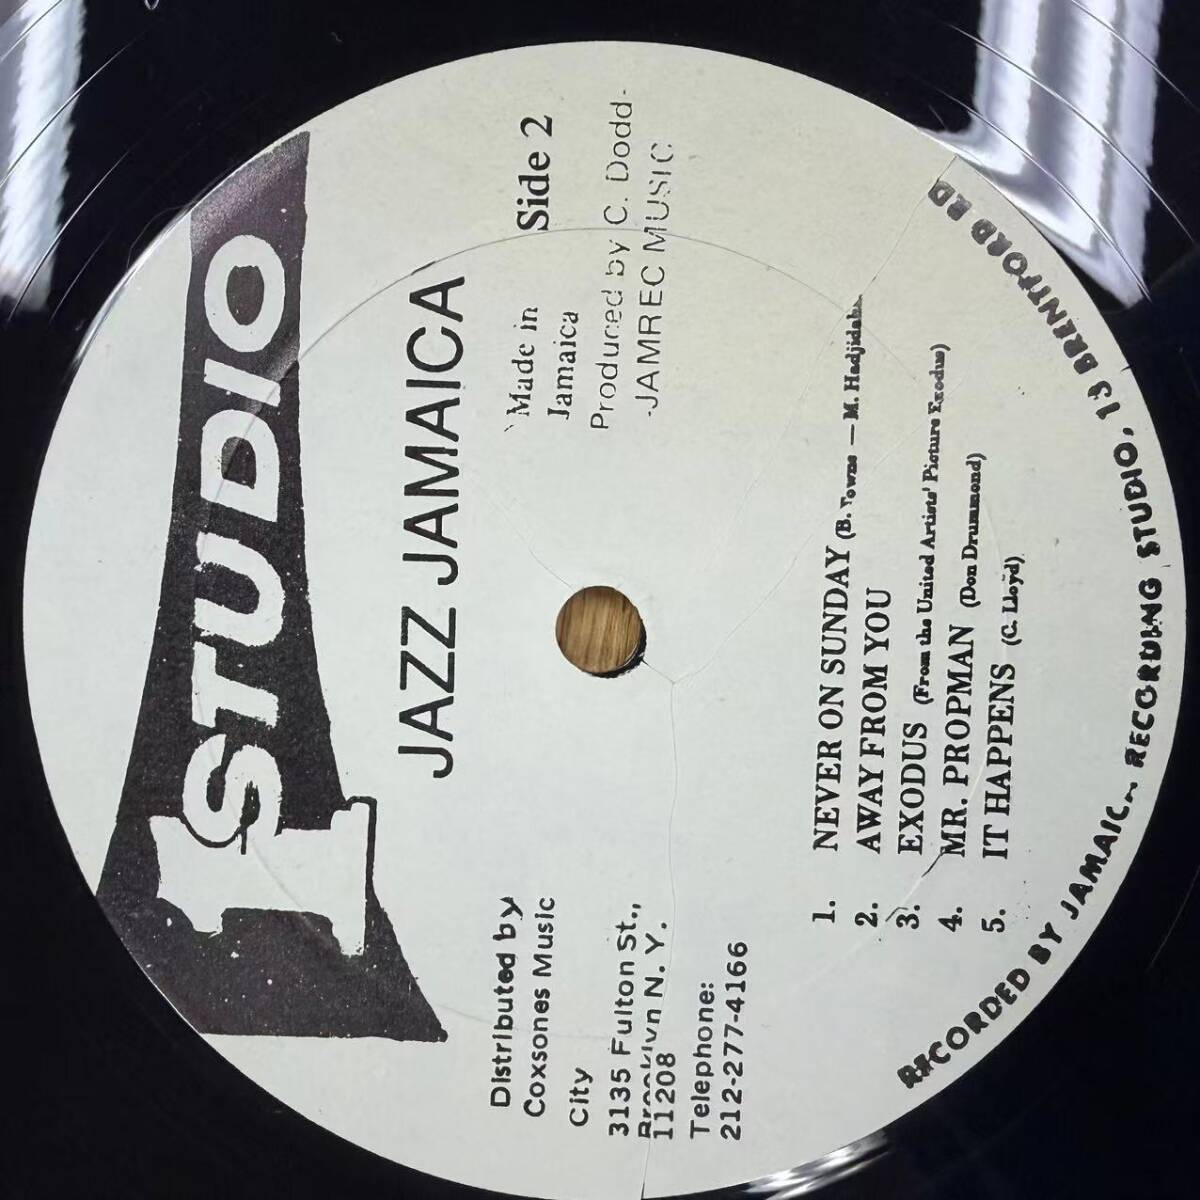 1 STUDIO
JAZZ JAMAICA
Distributed by
Coxsones Music
City
3135 Fulton St.,
Brooklyn N. Y.
11208
Telephone:
212-277-4166
Made in
Jamaica
Side 2
Produced by C. Dodd-
-JAMREC MUSIC
1. NEVER ON SUNDAY (B. Towne — M. Hadjidaka
2. AWAY FROM YOU
3. EXODUS (From the United Artists' Picture Exodus)
4. MR. PROPMAN (Don Drummond)
5. IT HAPPENS (C. Lloyd)
RECORDED BY JAMAIC RECORDING STUDIO, 13 BRENTFORD RD